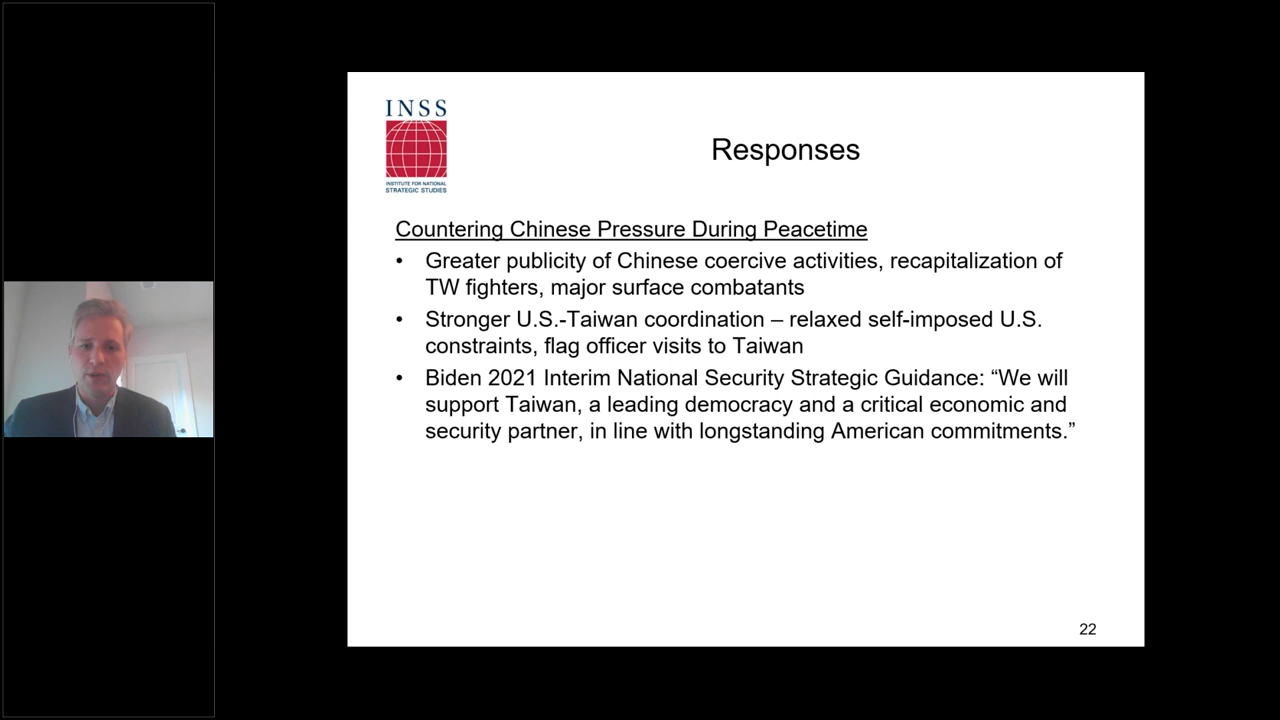 INSS
INSTITUTE FOR NATIONAL
STRATEGIC STUDIES
Responses
Countering Chinese Pressure During Peacetime
• Greater publicity of Chinese coercive activities, recapitalization of
TW fighters, major surface combatants
• Stronger U.S.-Taiwan coordination – relaxed self-imposed U.S.
constraints, flag officer visits to Taiwan
• Biden 2021 Interim National Security Strategic Guidance: “We will
support Taiwan, a leading democracy and a critical economic and
security partner, in line with longstanding American commitments.”
22